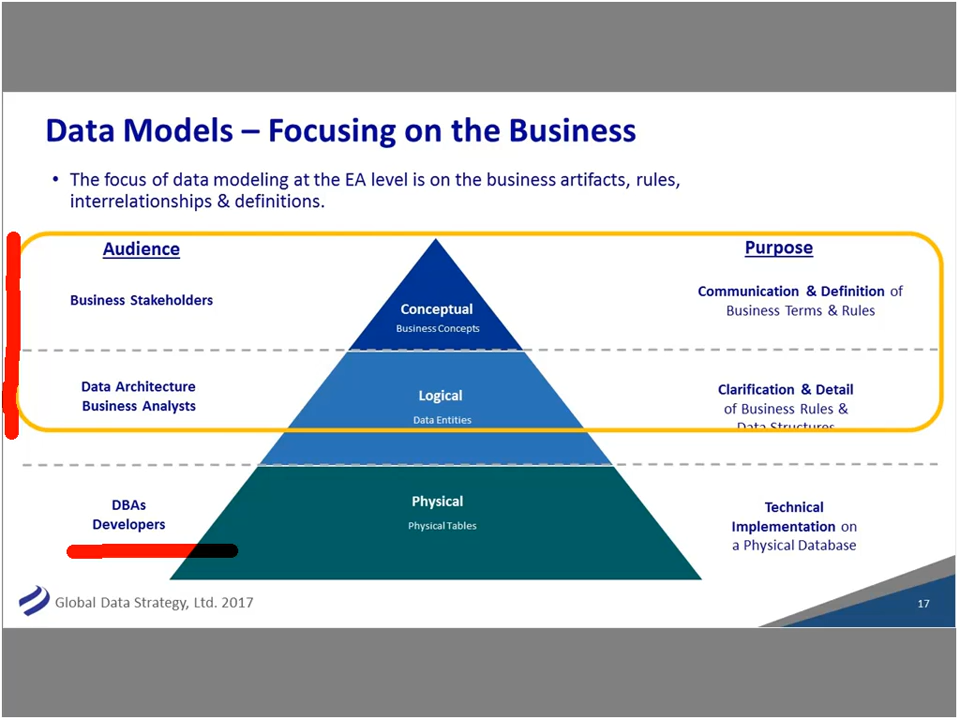 Data Models – Focusing on the Business
• The focus of data modeling at the EA level is on the business artifacts, rules,
interrelationships & definitions.
Audience
Purpose
Business Stakeholders
Conceptual
Business Concepts
Communication & Definition of
Business Terms & Rules
Data Architecture
Business Analysts
Logical
Data Entities
Clarification & Detail
of Business Rules &
Data Structures
DBAs
Developers
Physical
Physical Tables
Technical
Implementation on
a Physical Database
Global Data Strategy, Ltd. 2017
17